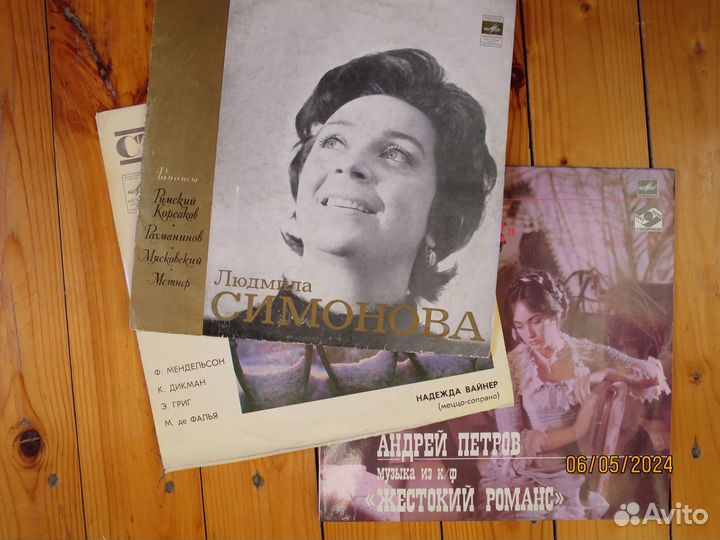 Романсы
Римский
Корсаков
Рахманинов
Мясковский
Метнер
Людмила
СИМОНОВА
Ф. МЕНДЕЛЬСОН
К. ДИКМАН
Э. ГРИГ
М. де ФАЛЬЯ
НАДЕЖДА ВАЙНЕР
(меццо-сопрано)
АНДРЕЙ ПЕТРОВ
музыка из к/ф
«ЖЕСТОКИЙ РОМАНС»
06/05/2024
Avito